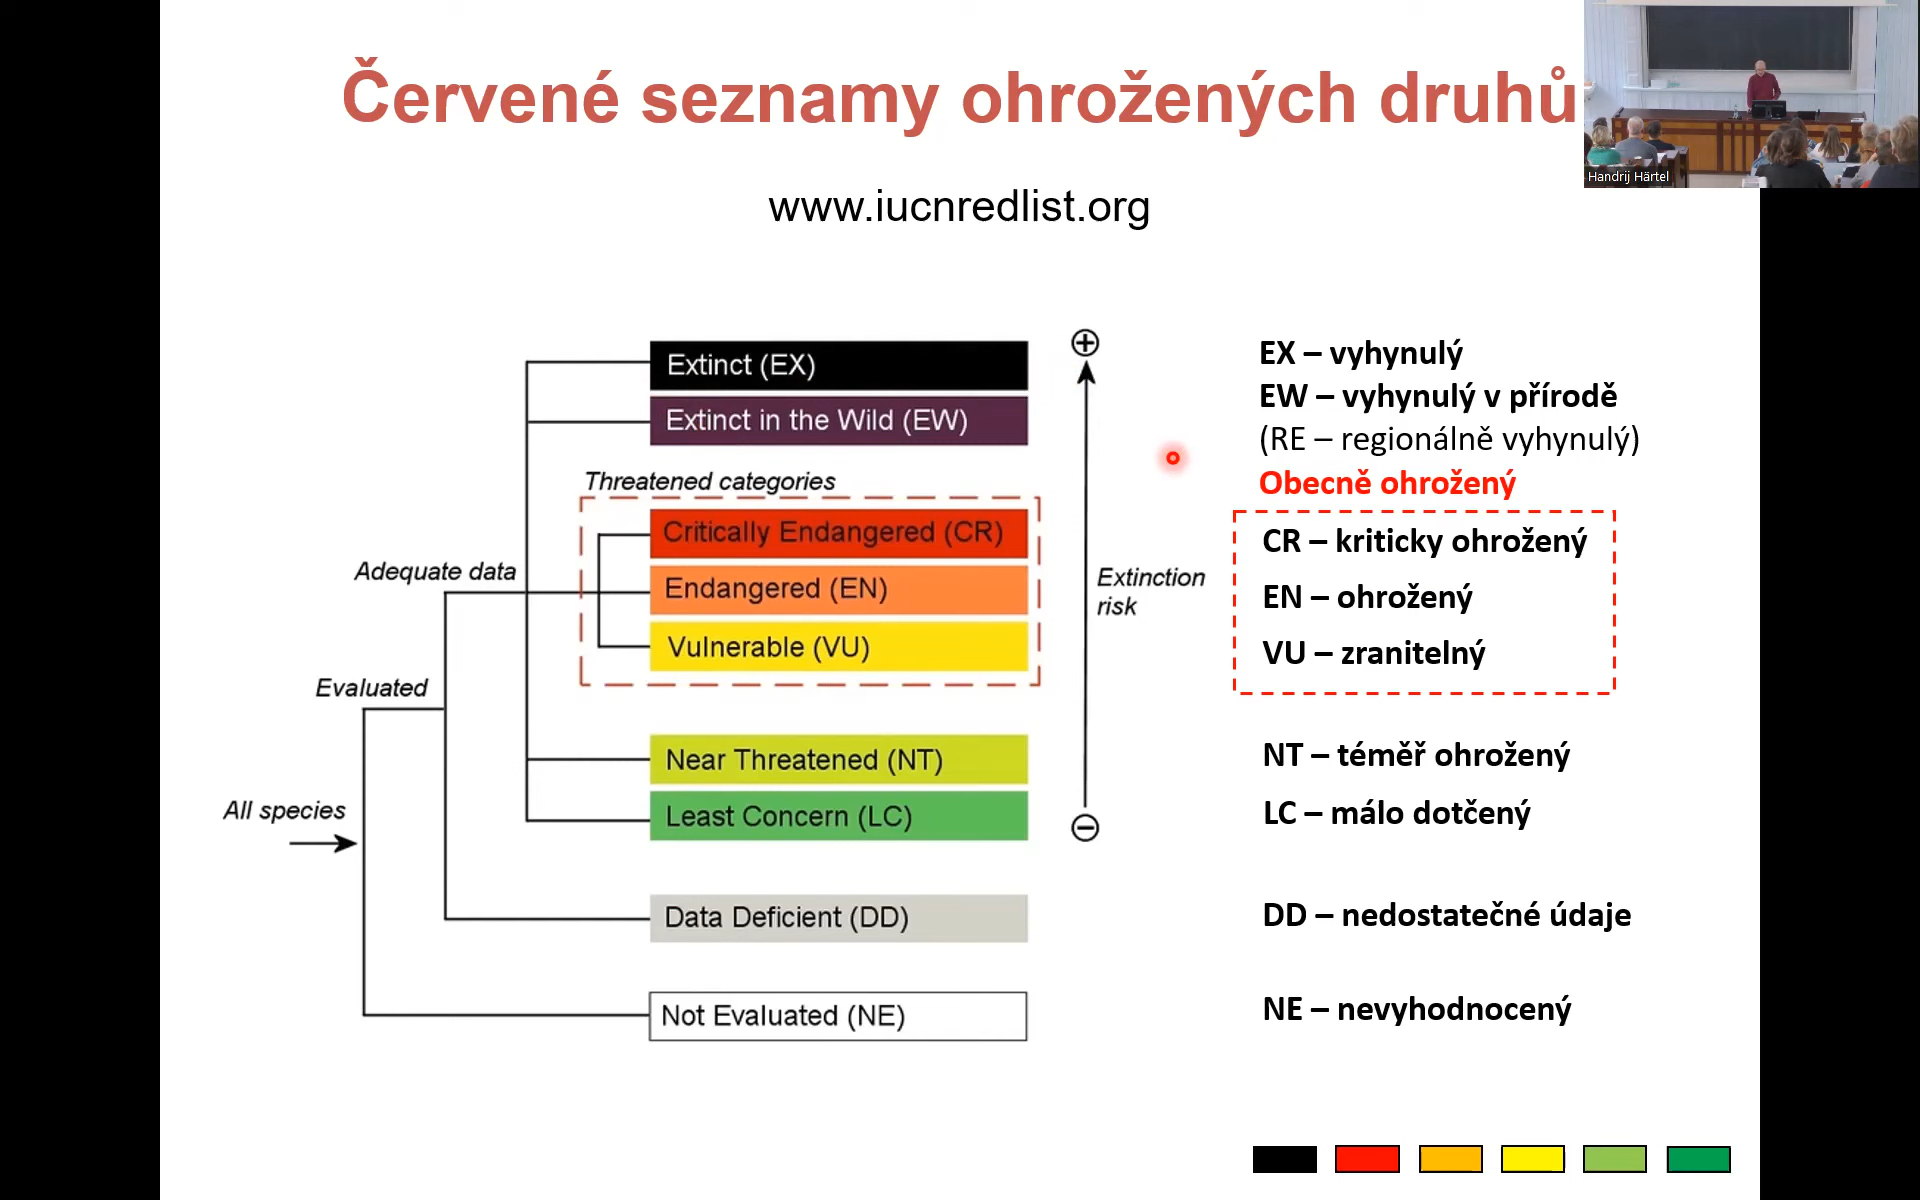 Červené seznamy ohrožených druhů
Handrij Härtel
www.iucnredlist.org
Extinct (EX)
Extinct in the Wild (EW)
Threatened categories
Critically Endangered (CR)
Adequate data
Endangered (EN)
Vulnerable (VU)
Evaluated
Near Threatened (NT)
All species
Least Concern (LC)
Data Deficient (DD)
Not Evaluated (NE)
Extinction
risk
EX – vyhynulý
EW – vyhynulý v přírodě
(RE – regionálně vyhynulý)
Obecně ohrožený
CR – kriticky ohrožený
EN – ohrožený
VU – zranitelný
NT – téměř ohrožený
LC – málo dotčený
DD – nedostatečné údaje
NE – nevyhodnocený